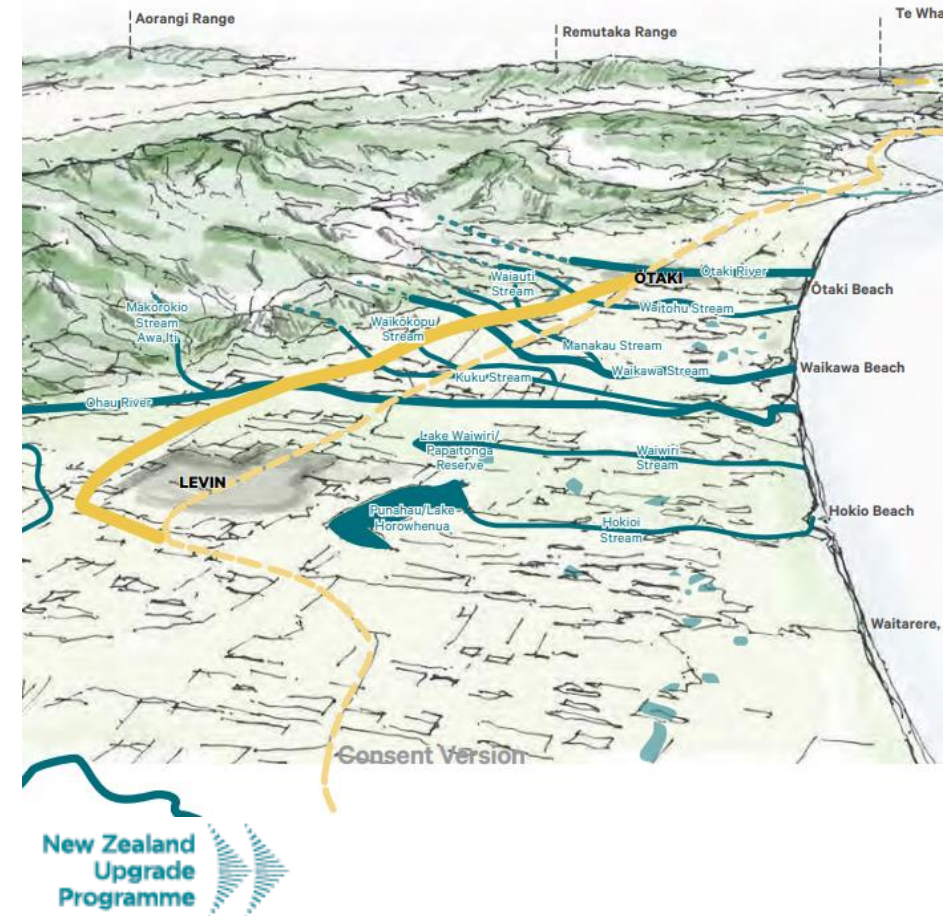 Aorangi Range
Remutaka Range
Te Wha
ŌTAKI
Ōtaki River
Waiauti
Stream
Ōtaki Beach
Waitohu Stream
Makorokio
Stream
Awa Iti
Waikōkopu
Stream
Manakau Stream
Waikawa Stream
Waikawa Beach
Kuku Stream
Ohau River
Lake Waiwiri/
Papaitonga
Reserve
Waiwiri
Stream
LEVIN
Punahau/Lake
Horowhenua
Hokioi
Stream
Hokio Beach
Waitarere,
Consent Version
New Zealand
Upgrade
Programme